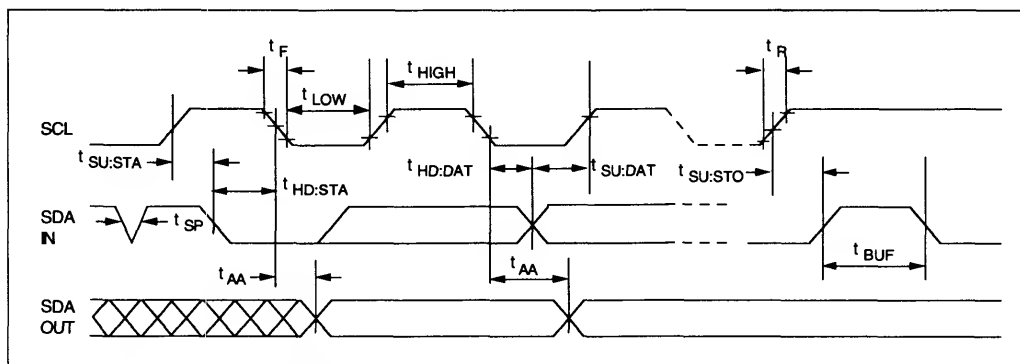 t F
t HIGH
t R
t LOW
SCL
t SU:STA
t HD:STA
t HD:DAT
t SU:DAT
t SU:STO
SDA
IN
t SP
t BUF
t AA
t AA
SDA
OUT